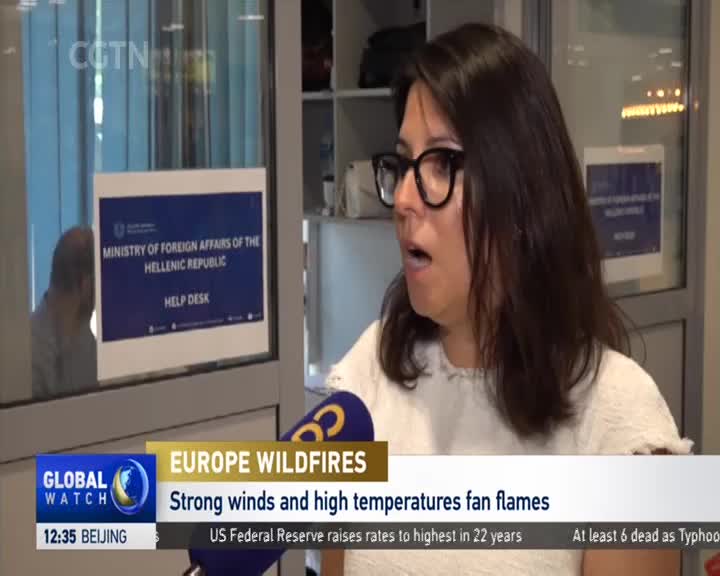 CGTN
MINISTRY OF FOREIGN AFFAIRS OF THE
HELLENIC REPUBLIC
HELP DESK
MINISTRY OF FOREIGN AFFAIRS OF THE
HELLENIC REPUBLIC
HELP DESK
EUROPE WILDFIRES
GLOBAL
WATCH
Strong winds and high temperatures fan flames
12:35 BEIJING
s US Federal Reserve raises rates to highest in 22 years At least 6 dead as Typhoo